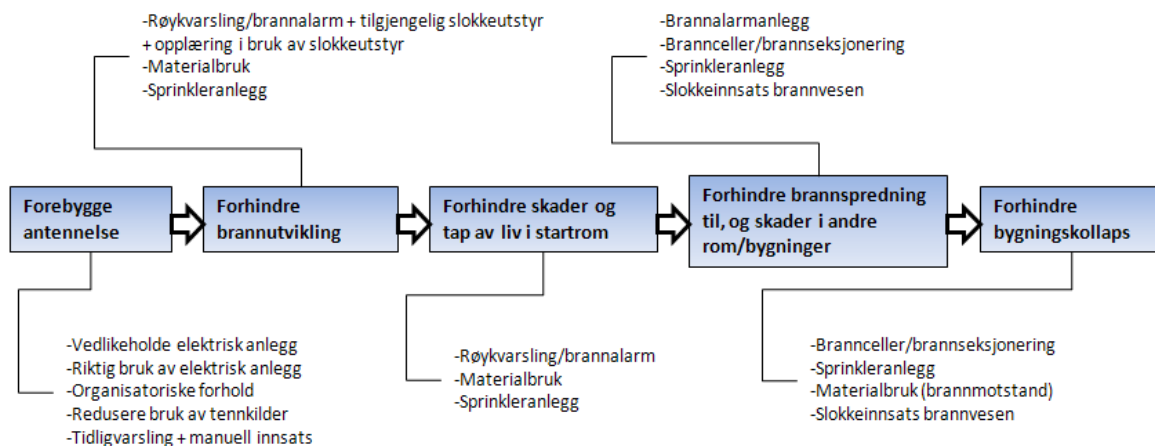 -Røykvarsling/brannalarm + tilgjengelig slokkeutstyr
+ opplæring i bruk av slokkeutstyr
-Materialbruk
-Sprinkleranlegg
-Brannalarmanlegg
-Brannceller/brannseksjonering
-Sprinkleranlegg
-Slokkeinnsats brannvesen
Forebygge
antennelse
Forhindre
brannutvikling
Forhindre skader og
tap av liv i startrom
Forhindre brannspredning
til, og skader i andre
rom/bygninger
Forhindre
bygningskollaps
-Vedlikeholde elektrisk anlegg
-Riktig bruk av elektrisk anlegg
-Organisatoriske forhold
-Redusere bruk av tennkilder
-Tidligvarsling + manuell innsats
-Røykvarsling/brannalarm
-Materialbruk
-Sprinkleranlegg
-Brannceller/brannseksjonering
-Sprinkleranlegg
-Materialbruk (brannmotstand)
-Slokkeinnsats brannvesen